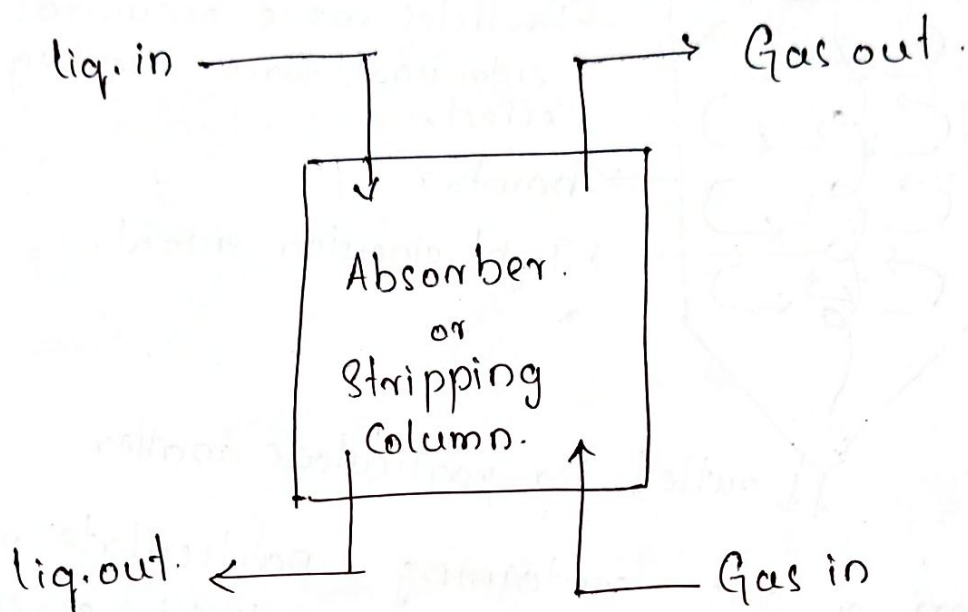 liq. in
Gas out.
Absorber.
or
Stripping
Column.
liq. out.
Gas in